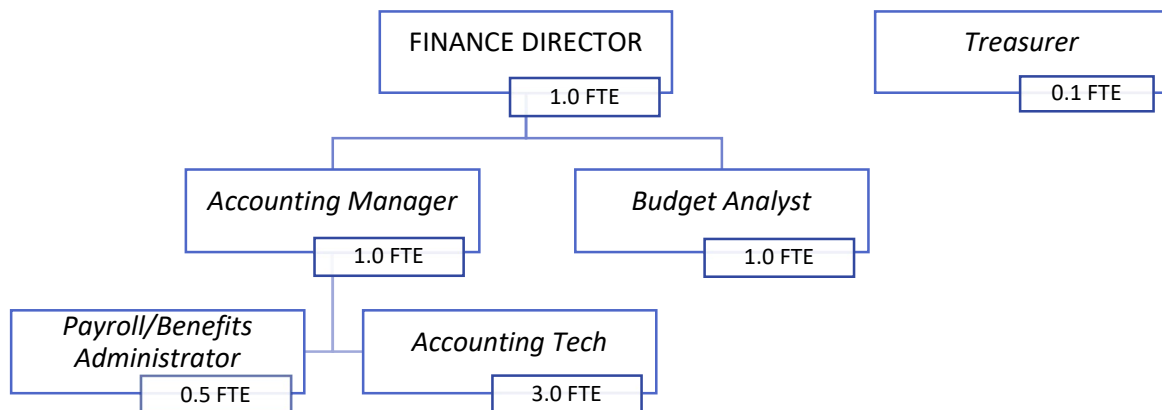 FINANCE DIRECTOR
1.0 FTE
Treasurer
0.1 FTE
Accounting Manager
1.0 FTE
Budget Analyst
1.0 FTE
Payroll/Benefits
Administrator
0.5 FTE
Accounting Tech
3.0 FTE